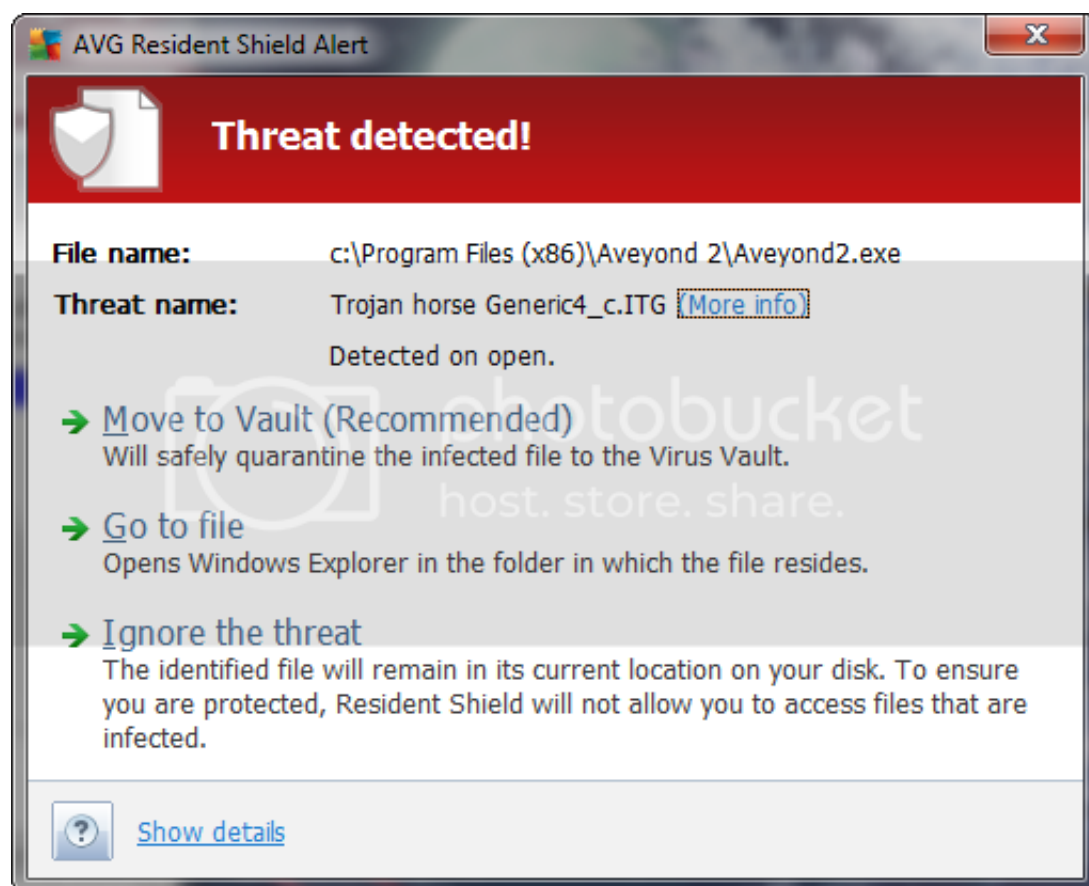 AVG Resident Shield Alert
x
Threat detected!
File name: c:\Program Files (x86)\Aveyond 2\Aveyond2.exe
Threat name: Trojan horse Generic4_c.ITG (More info)
Detected on open.
Move to Vault (Recommended)
Will safely quarantine the infected file to the Virus Vault.
photobucket
host. store. share.
Go to file
Opens Windows Explorer in the folder in which the file resides.
Ignore the threat
The identified file will remain in its current location on your disk. To ensure
you are protected, Resident Shield will not allow you to access files that are
infected.
? Show details